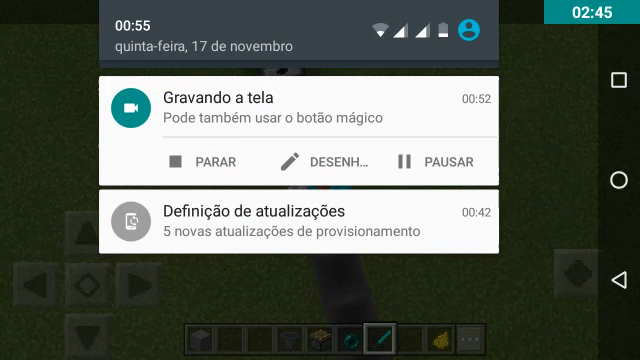 02:45
00:55
quinta-feira, 17 de novembro
Gravando a tela
00:52
Pode também usar o botão mágico
PARAR DESENH... PAUSAR
Definição de atualizações
00:42
5 novas atualizações de provisionamento